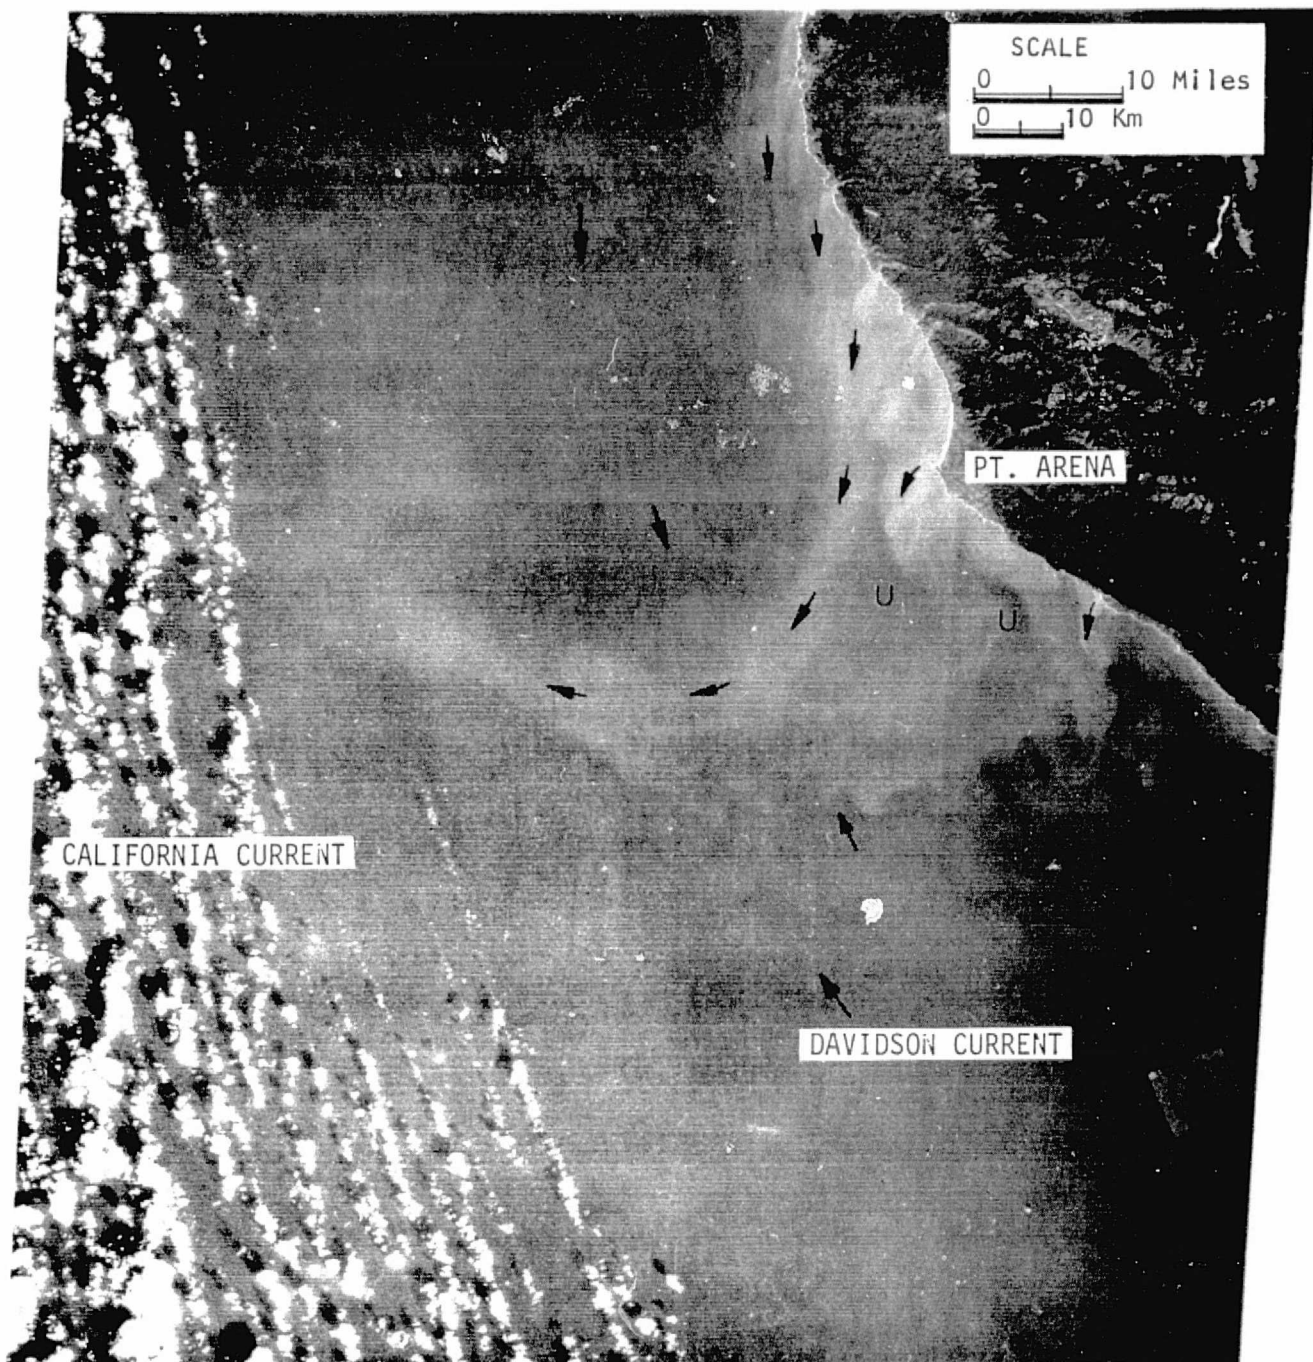 SCALE
0 10 Miles
0 10 Km
PT. ARENA
U
U
CALIFORNIA CURRENT
DAVIDSON CURRENT